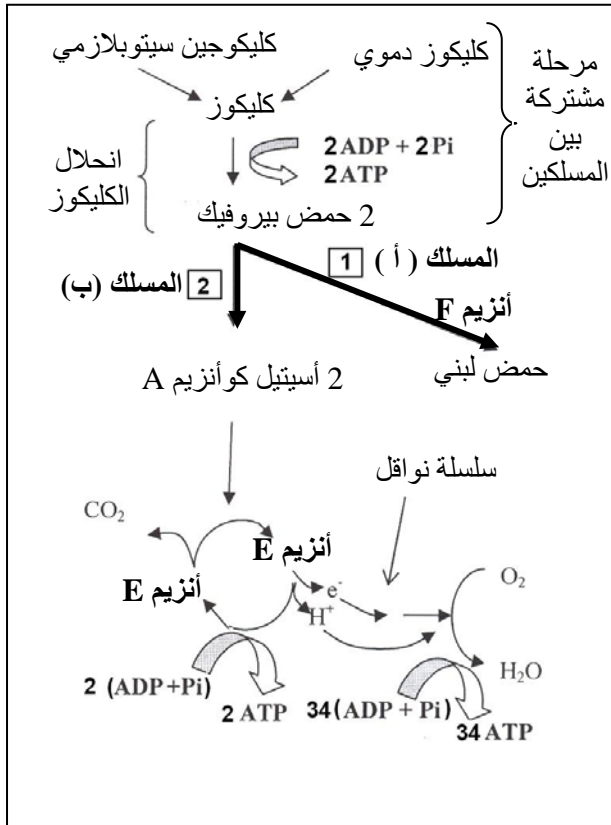 كليكوجين سيتوبلازمي
كليكوز دموي
كليكوز
2ADP + 2Pi
2ATP
2 حمض بيروفيك
انحلال
الكليكوز
مرحلة
مشتركة
بين
المسلكين
1 المسلك ( أ )
أنزيم F
2 المسلك (ب)
2 أسيتيل كوأنزيم A
حمض لبني
سلسلة نواقل
CO₂
أنزيم E
أنزيم E
e⁻
H⁺
O₂
H₂O
2 (ADP +Pi)
2 ATP
34(ADP + Pi)
34ATP